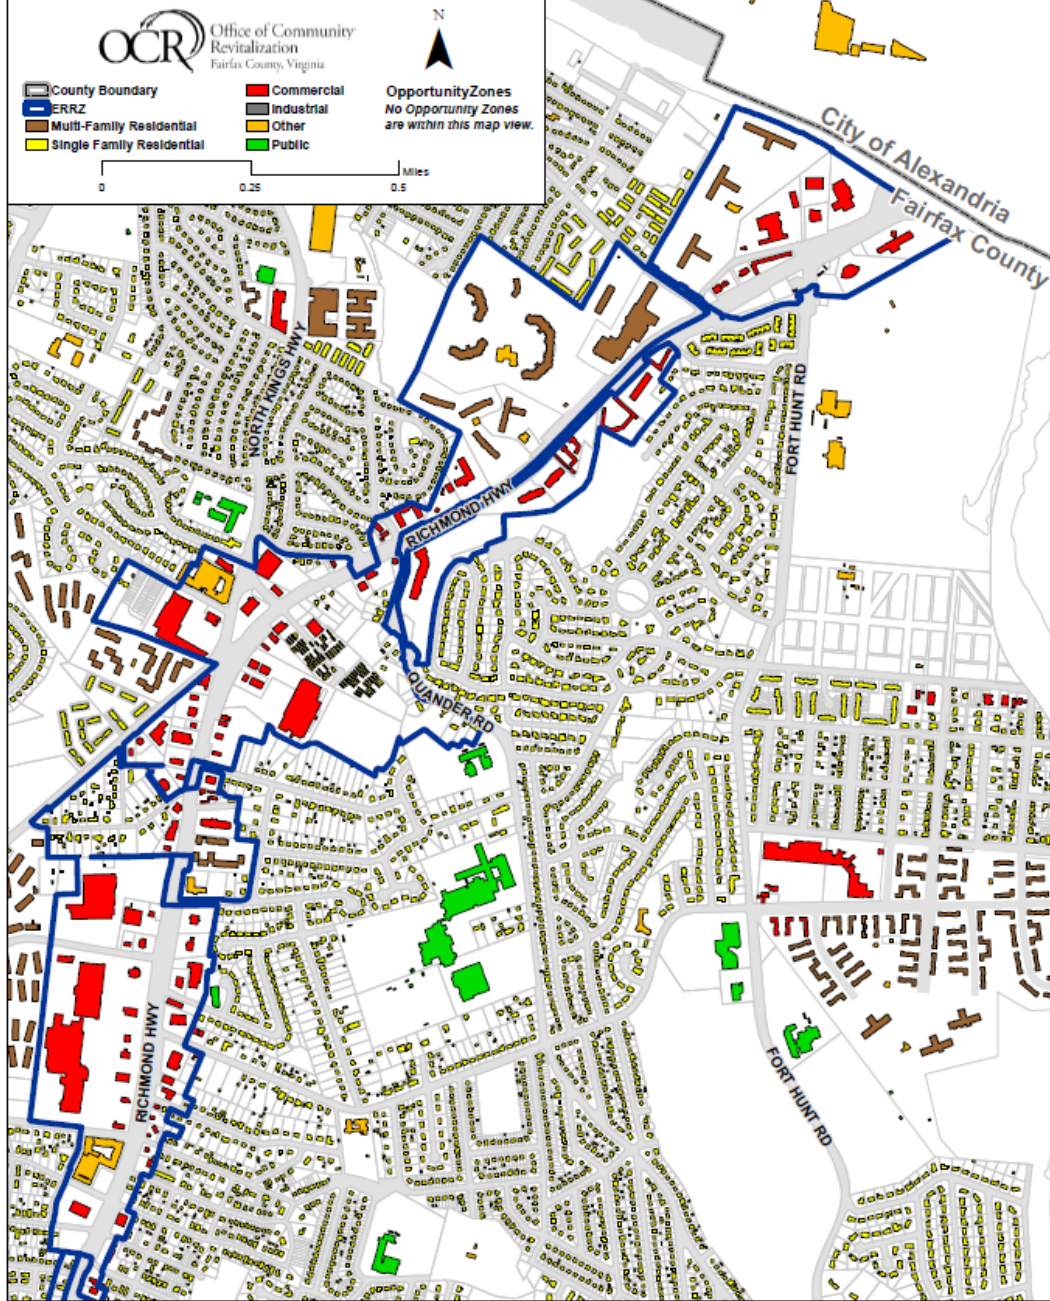 OCR
Office of Community
Revitalization
Fairfax County, Virginia
N
County Boundary
ERRZ
Multi-Family Residential
Single Family Residential
Commercial
Industrial
Other
Public
OpportunityZones
No Opportunity Zones
are within this map view.
Miles
0
0.25
0.5
City of Alexandria
Fairfax County
NORTH KINGS HWY
FORT HUNT RD
RICHMOND HWY
QUANDER RD
RICHMOND HWY
FORT HUNT RD